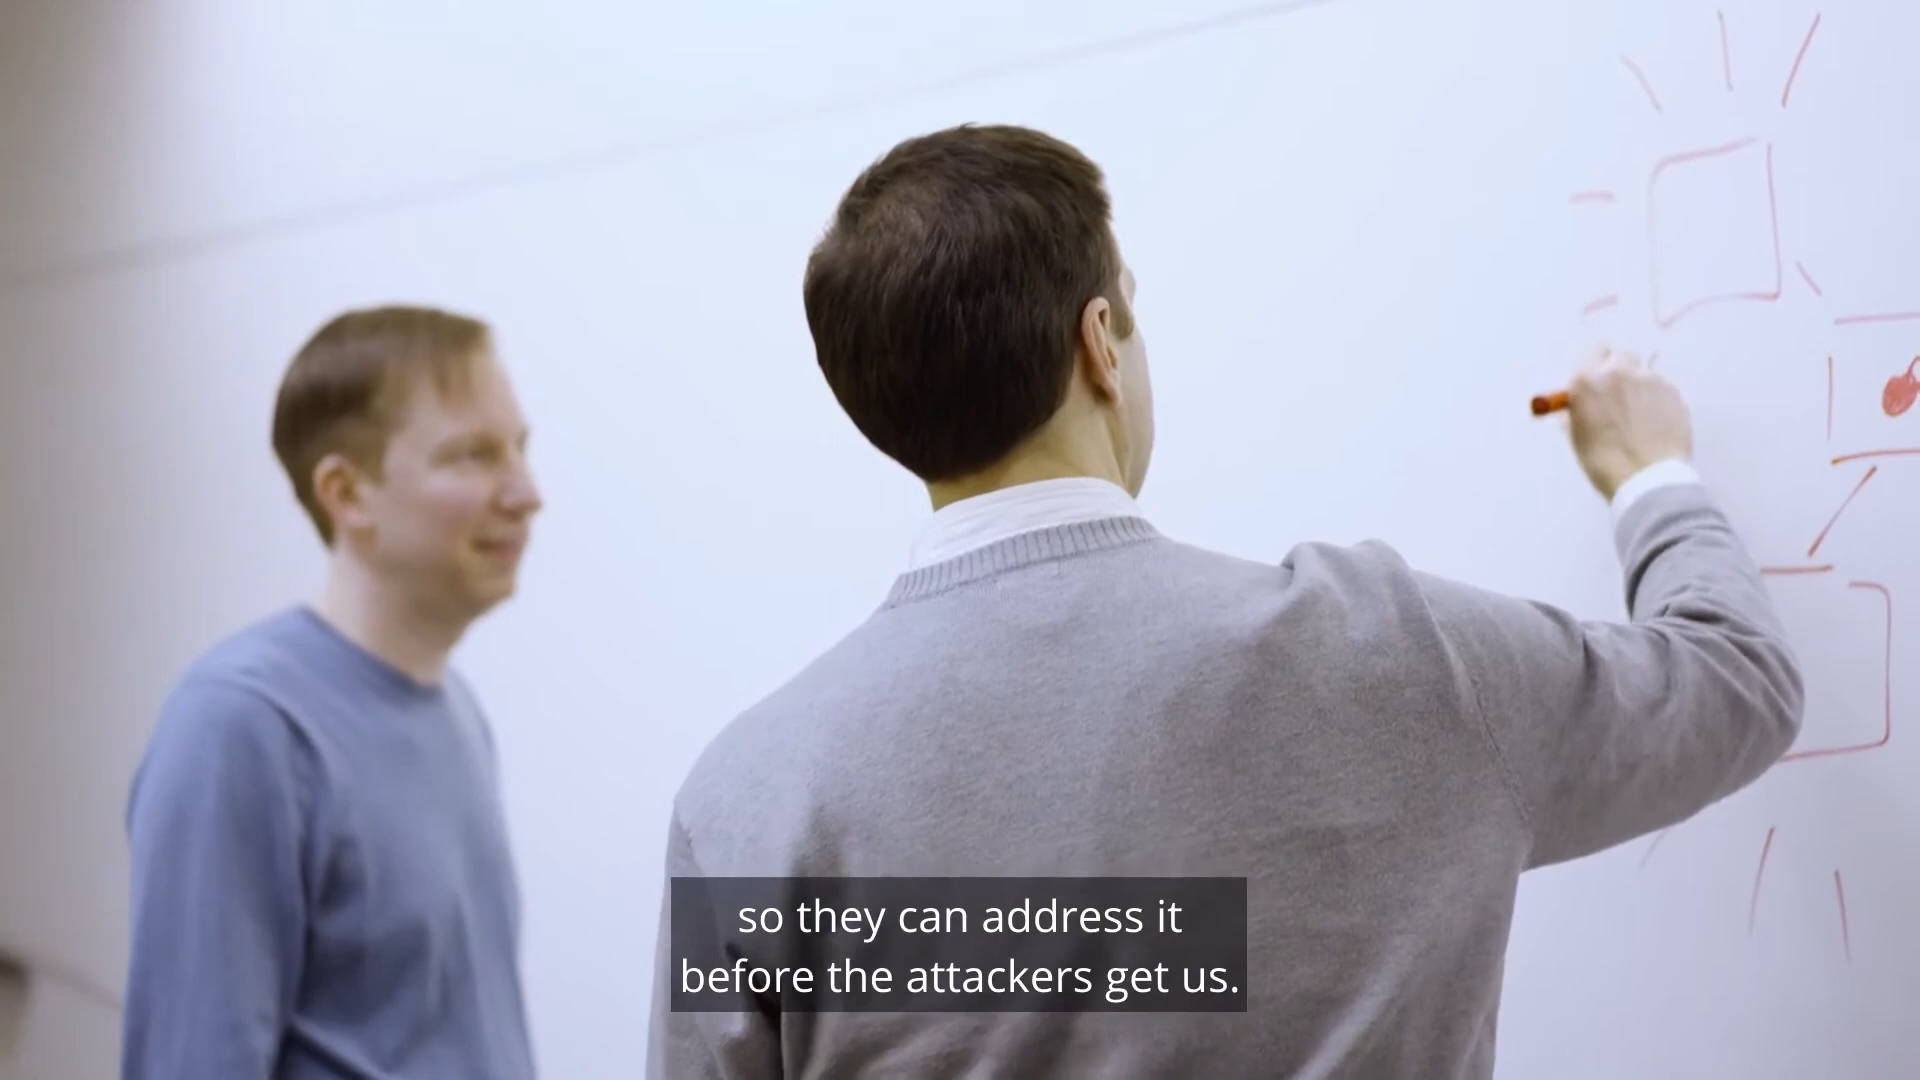 so they can address it
before the attackers get us.